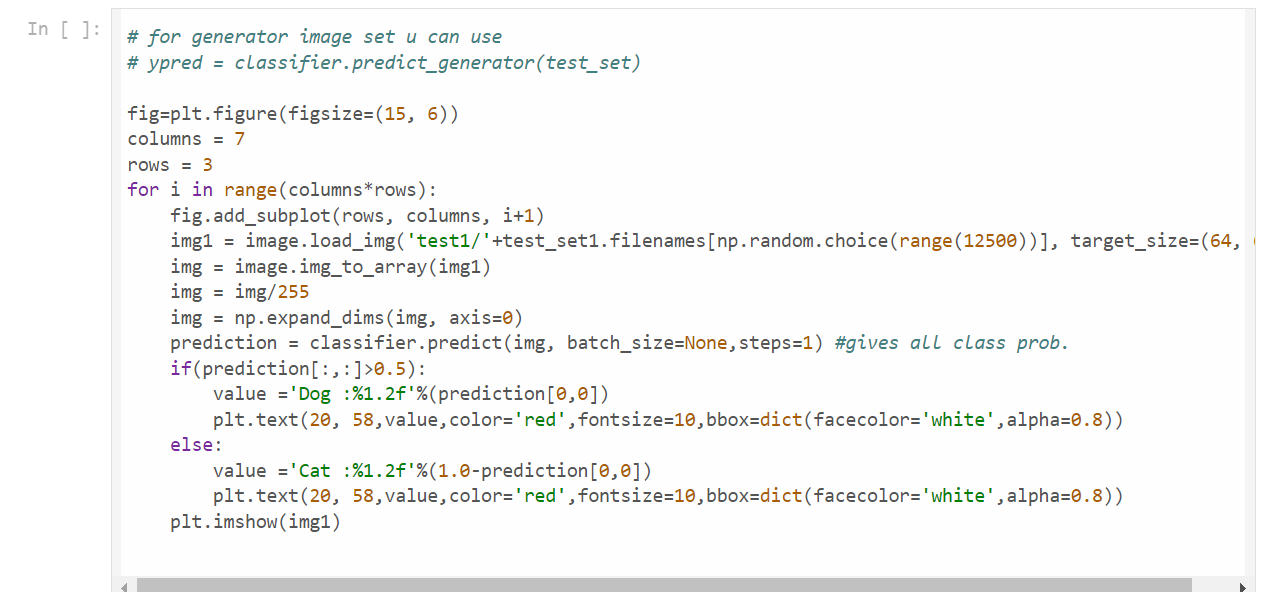 In [ ]:
# for generator image set u can use
# ypred = classifier.predict_generator(test_set)
fig=plt.figure(figsize=(15, 6))
columns = 7
rows = 3
for i in range(columns*rows):
    fig.add_subplot(rows, columns, i+1)
    img1 = image.load_img('test1/'+test_set1.filenames[np.random.choice(range(12500))], target_size=(64,
    img = image.img_to_array(img1)
    img = img/255
    img = np.expand_dims(img, axis=0)
    prediction = classifier.predict(img, batch_size=None,steps=1) #gives all class prob.
    if(prediction[:,:]>0.5):
        value ='Dog :%1.2f'%(prediction[0,0])
        plt.text(20, 58,value,color='red',fontsize=10,bbox=dict(facecolor='white',alpha=0.8))
    else:
        value ='Cat :%1.2f'%(1.0-prediction[0,0])
        plt.text(20, 58,value,color='red',fontsize=10,bbox=dict(facecolor='white',alpha=0.8))
    plt.imshow(img1)